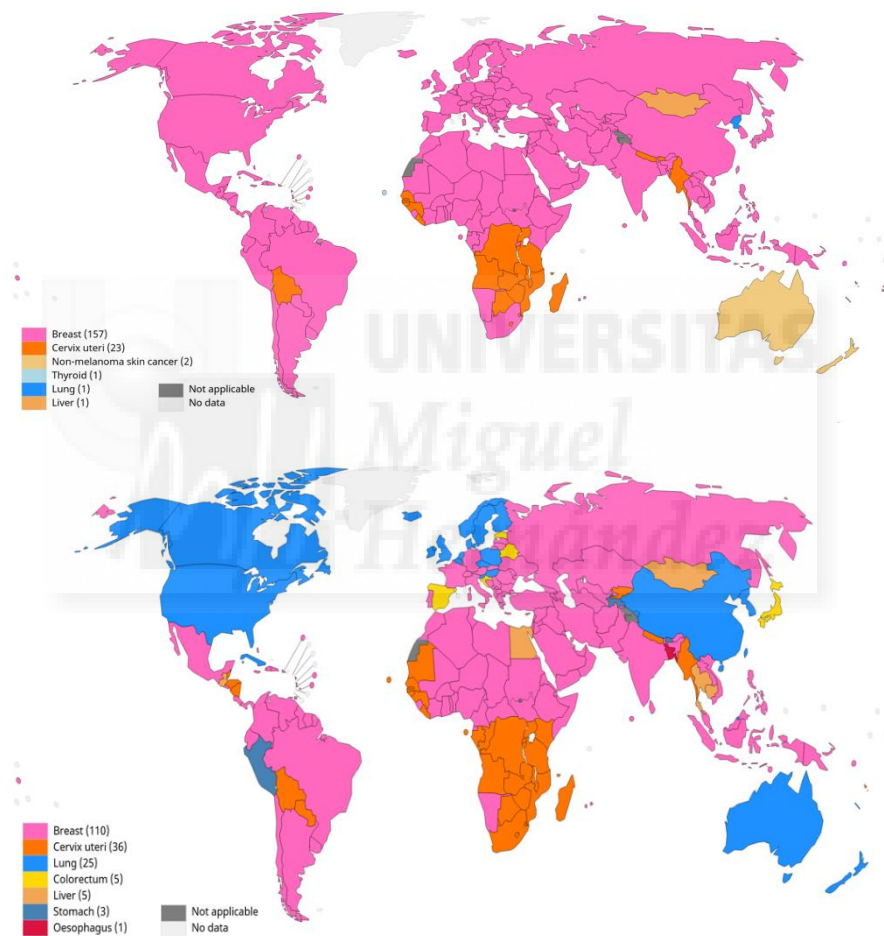 Breast (157)
Cervix uteri (23)
Non-melanoma skin cancer (2)
Thyroid (1)
Lung (1)
Liver (1)
Not applicable
No data
UNIVERSITAS
Miguel
Hernández
Breast (110)
Cervix uteri (36)
Lung (25)
Colorectum (5)
Liver (5)
Stomach (3)
Oesophagus (1)
Not applicable
No data